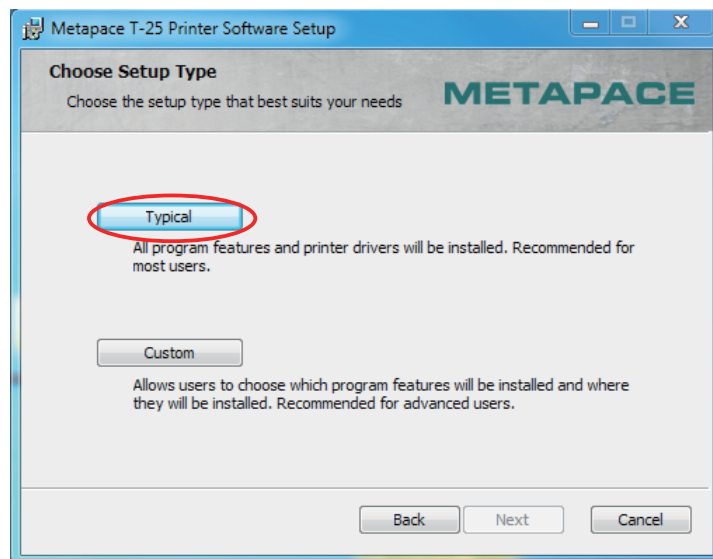 Metapace T-25 Printer Software Setup
Choose Setup Type
Choose the setup type that best suits your needs
METAPACE
Typical
All program features and printer drivers will be installed. Recommended for
most users.
Custom
Allows users to choose which program features will be installed and where
they will be installed. Recommended for advanced users.
Back
Next
Cancel